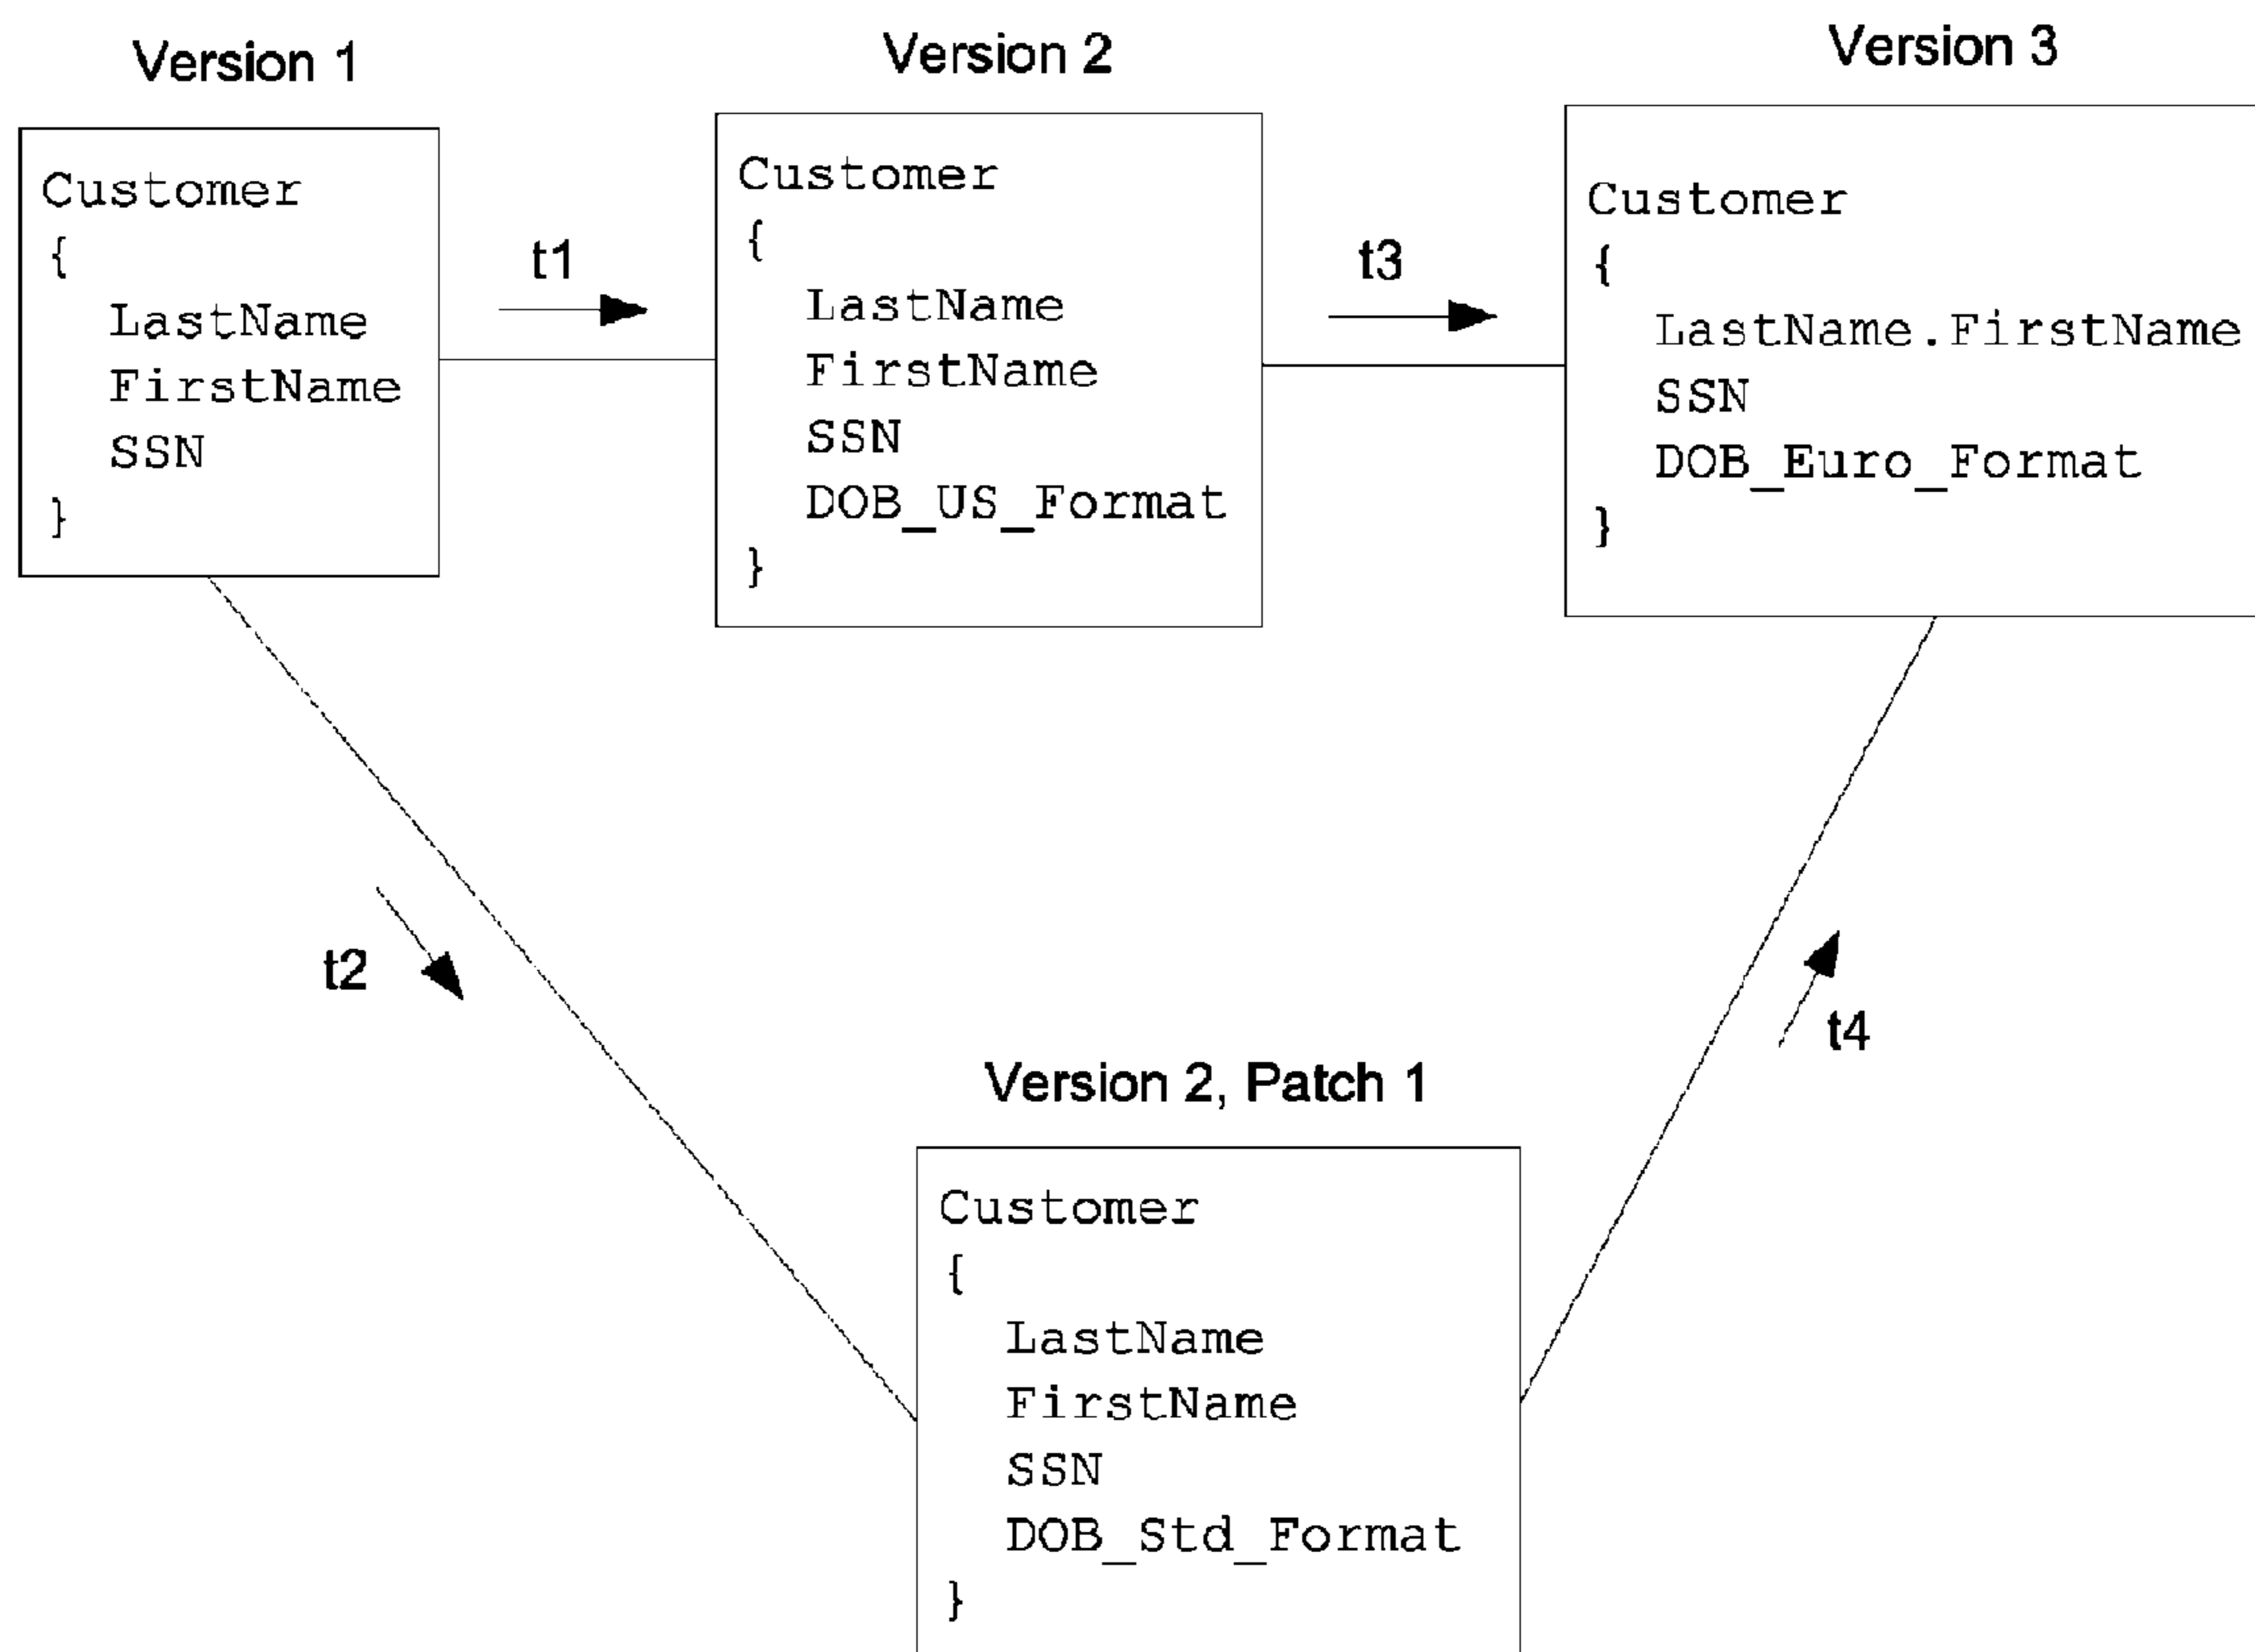 Version 1
Customer
{
LastName
FirstName
SSN
}
t1
Version 2
Customer
{
LastName
FirstName
SSN
DOB_US_Format
}
t3
Version 3
Customer
{
LastName.FirstName
SSN
DOB_Euro_Format
}
t2
t4
Version 2, Patch 1
Customer
{
LastName
FirstName
SSN
DOB_Std_Format
}